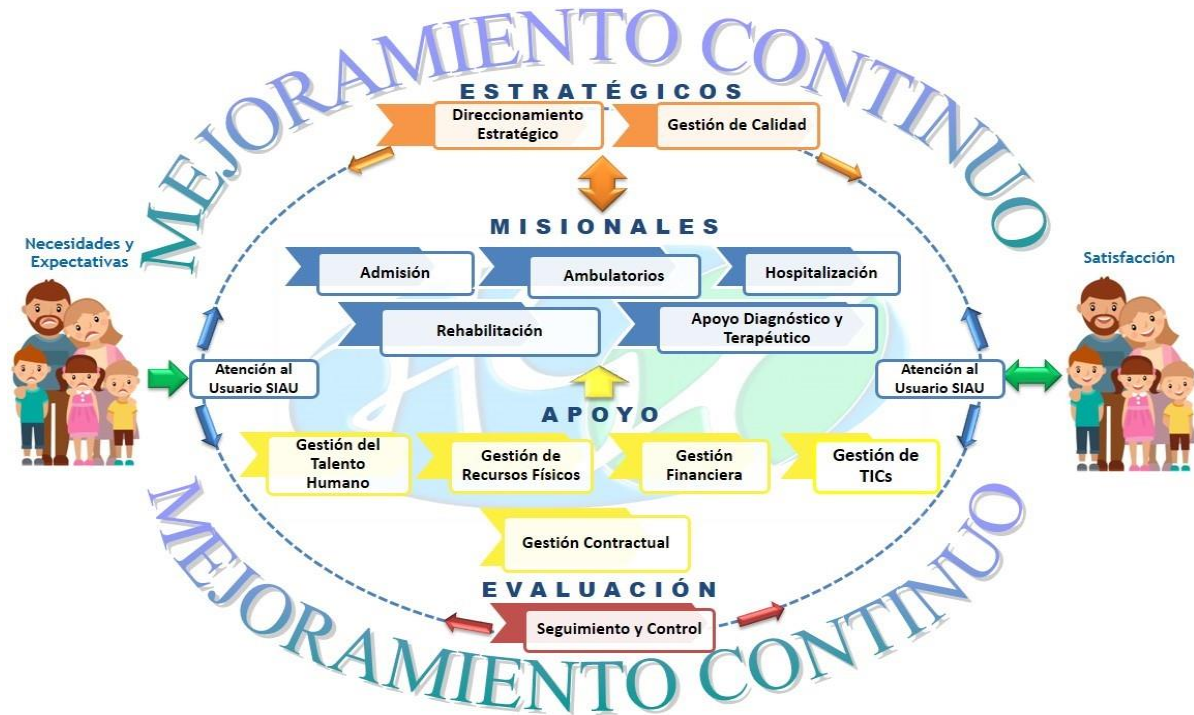 MEJORAMIENTO CONTINUO
ESTRATÉGICOS
Direccionamiento
Estratégico
Gestión de Calidad
MISIONALES
Necesidades y
Expectativas
Satisfacción
Admisión
Ambulatorios
Hospitalización
Rehabilitación
Apoyo Diagnóstico y
Terapéutico
Atención al
Usuario SIAU
Atención al
Usuario SIAU
APOYO
Gestión del
Talento
Humano
Gestión de
Recursos Físicos
Gestión
Financiera
Gestión de
TICs
Gestión Contractual
EVALUACIÓN
Seguimiento y Control
MEJORAMIENTO CONTINUO